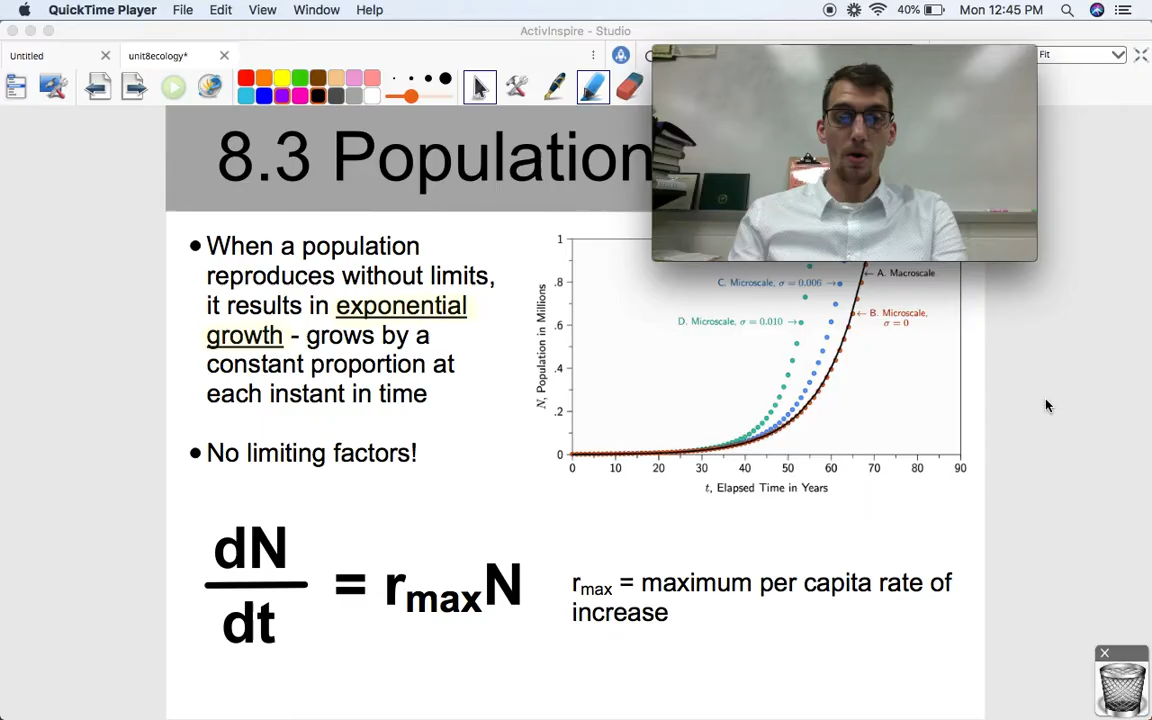 QuickTime Player File Edit View Window Help 40% Mon 12:45 PM
ActivInspire - Studio
Untitled unit8ecology* Fit
8.3 Population
• When a population
reproduces without limits,
it results in exponential
growth - grows by a
constant proportion at
each instant in time
• No limiting factors!
1
.8
.6
.4
.2
0
N, Population in Millions
0 10 20 30 40 50 60 70 80 90
t, Elapsed Time in Years
A. Macroscale
C. Microscale, σ = 0.006
B. Microscale,
σ = 0
D. Microscale, σ = 0.010
dN
dt
= rmaxN
rmax = maximum per capita rate of
increase